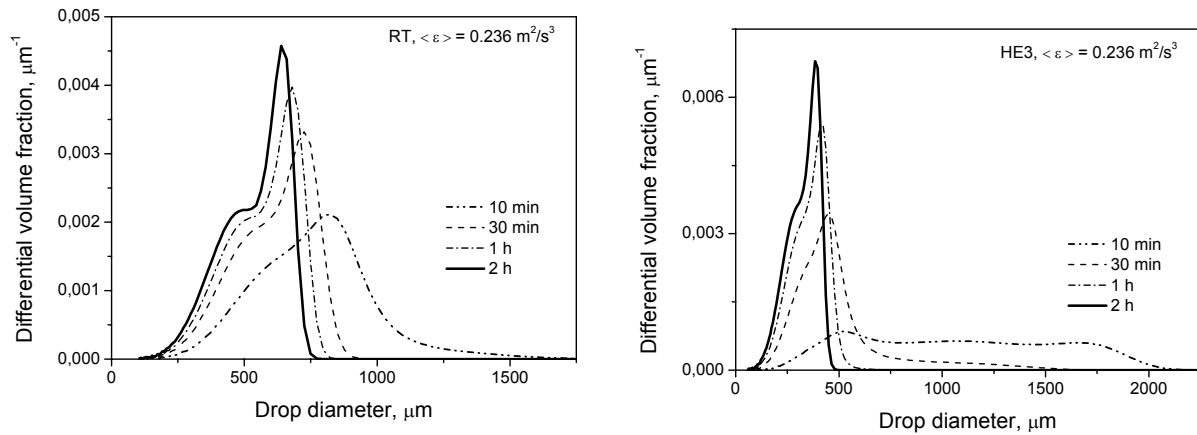 0,005
0,004
0,003
0,002
0,001
0,000
Differential volume fraction, μm⁻¹
RT, < ε > = 0.236 m²/s³
10 min
30 min
1 h
2 h
0
500
1000
1500
Drop diameter, μm
0,006
0,003
0,000
Differential volume fraction, μm⁻¹
HE3, < ε > = 0.236 m²/s³
10 min
30 min
1 h
2 h
0
500
1000
1500
2000
Drop diameter, μm